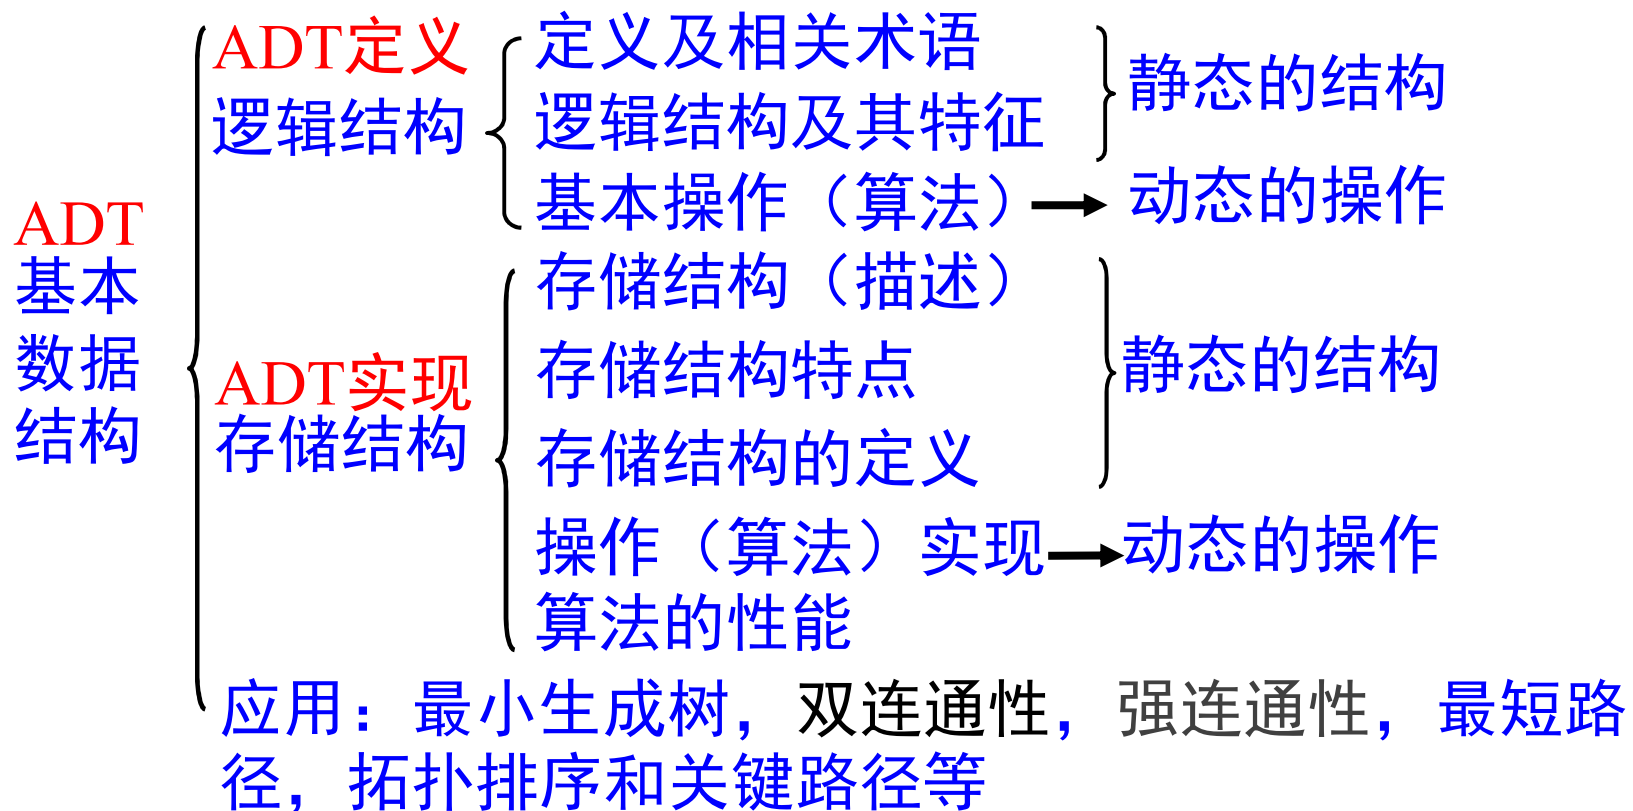 ADT
基本
数据
结构
ADT定义
逻辑结构
定义及相关术语
逻辑结构及其特征
基本操作（算法）
静态的结构
动态的操作
ADT实现
存储结构
存储结构（描述）
存储结构特点
存储结构的定义
操作（算法）实现
算法的性能
静态的结构
动态的操作
应用：最小生成树，双连通性，强连通性，最短路
径，拓扑排序和关键路径等